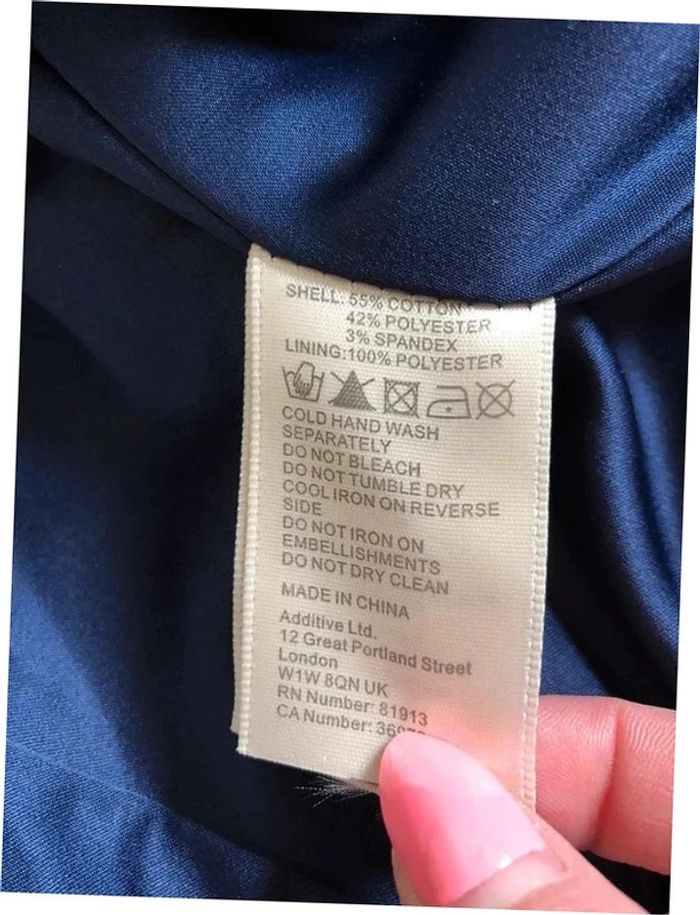 SHELL: 55% COTTON
42% POLYESTER
3% SPANDEX
LINING:100% POLYESTER
COLD HAND WASH
SEPARATELY
DO NOT BLEACH
DO NOT TUMBLE DRY
COOL IRON ON REVERSE
SIDE
DO NOT IRON ON
EMBELLISHMENTS
DO NOT DRY CLEAN
MADE IN CHINA
Additive Ltd.
12 Great Portland Street
London
W1W 8QN UK
RN Number: 81913
CA Number: